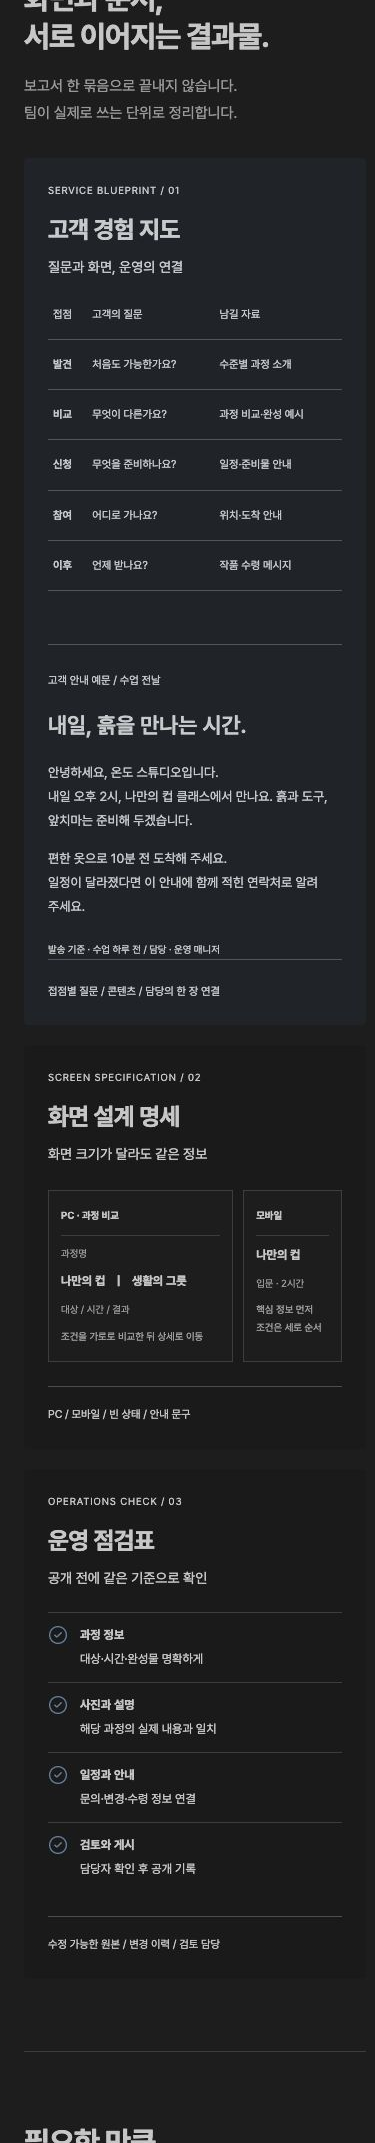 화면과 문서,
서로 이어지는 결과물.
보고서 한 묶음으로 끝내지 않습니다.
팀이 실제로 쓰는 단위로 정리합니다.
SERVICE BLUEPRINT / 01
고객 경험 지도
질문과 화면, 운영의 연결
접점 고객의 질문 남길 자료
발견 처음도 가능한가요? 수준별 과정 소개
비교 무엇이 다른가요? 과정 비교·완성 예시
신청 무엇을 준비하나요? 일정·준비물 안내
참여 어디로 가나요? 위치·도착 안내
이후 언제 받나요? 작품 수령 메시지
고객 안내 예문 / 수업 전날
내일, 흙을 만나는 시간.
안녕하세요, 온도 스튜디오입니다.
내일 오후 2시, 나만의 컵 클래스에서 만나요. 흙과 도구,
앞치마는 준비해 두겠습니다.
편한 옷으로 10분 전 도착해 주세요.
일정이 달라졌다면 이 안내에 함께 적힌 연락처로 알려
주세요.
발송 기준 · 수업 하루 전 / 담당 · 운영 매니저
접점별 질문 / 콘텐츠 / 담당의 한 장 연결
SCREEN SPECIFICATION / 02
화면 설계 명세
화면 크기가 달라도 같은 정보
PC · 과정 비교
과정명
나만의 컵 | 생활의 그릇
대상 / 시간 / 결과
조건을 가로로 비교한 뒤 상세로 이동
모바일
나만의 컵
입문 · 2시간
핵심 정보 먼저
조건은 세로 순서
PC / 모바일 / 빈 상태 / 안내 문구
OPERATIONS CHECK / 03
운영 점검표
공개 전에 같은 기준으로 확인
과정 정보
대상·시간·완성물 명확하게
사진과 설명
해당 과정의 실제 내용과 일치
일정과 안내
문의·변경·수령 정보 연결
검토와 게시
담당자 확인 후 공개 기록
수정 가능한 원본 / 변경 이력 / 검토 담당
필요한 만큼